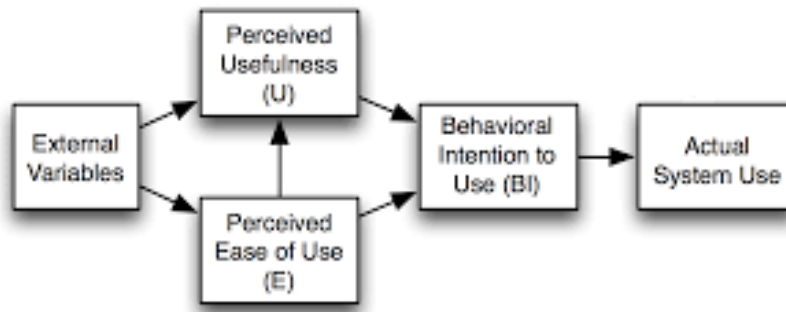 External
Variables
Perceived
Usefulness
(U)
Perceived
Ease of Use
(E)
Behavioral
Intention to
Use (BI)
Actual
System Use